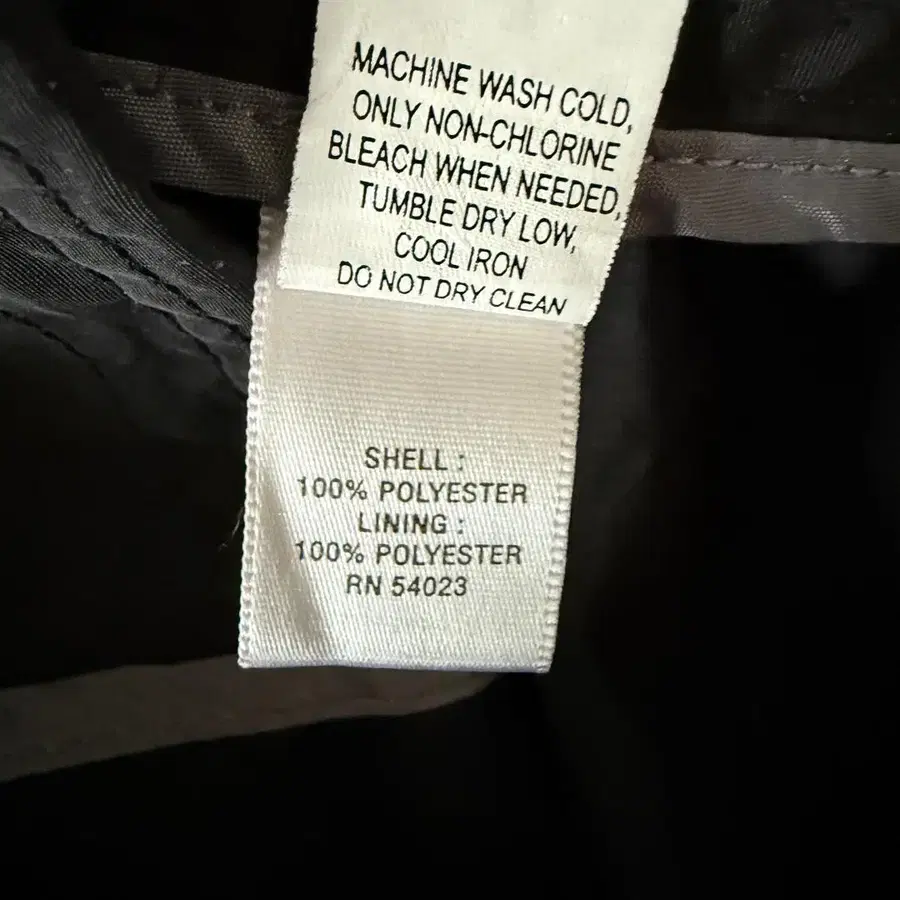 MACHINE WASH COLD,
ONLY NON-CHLORINE
BLEACH WHEN NEEDED,
TUMBLE DRY LOW,
COOL IRON
DO NOT DRY CLEAN
SHELL :
100% POLYESTER
LINING :
100% POLYESTER
RN 54023